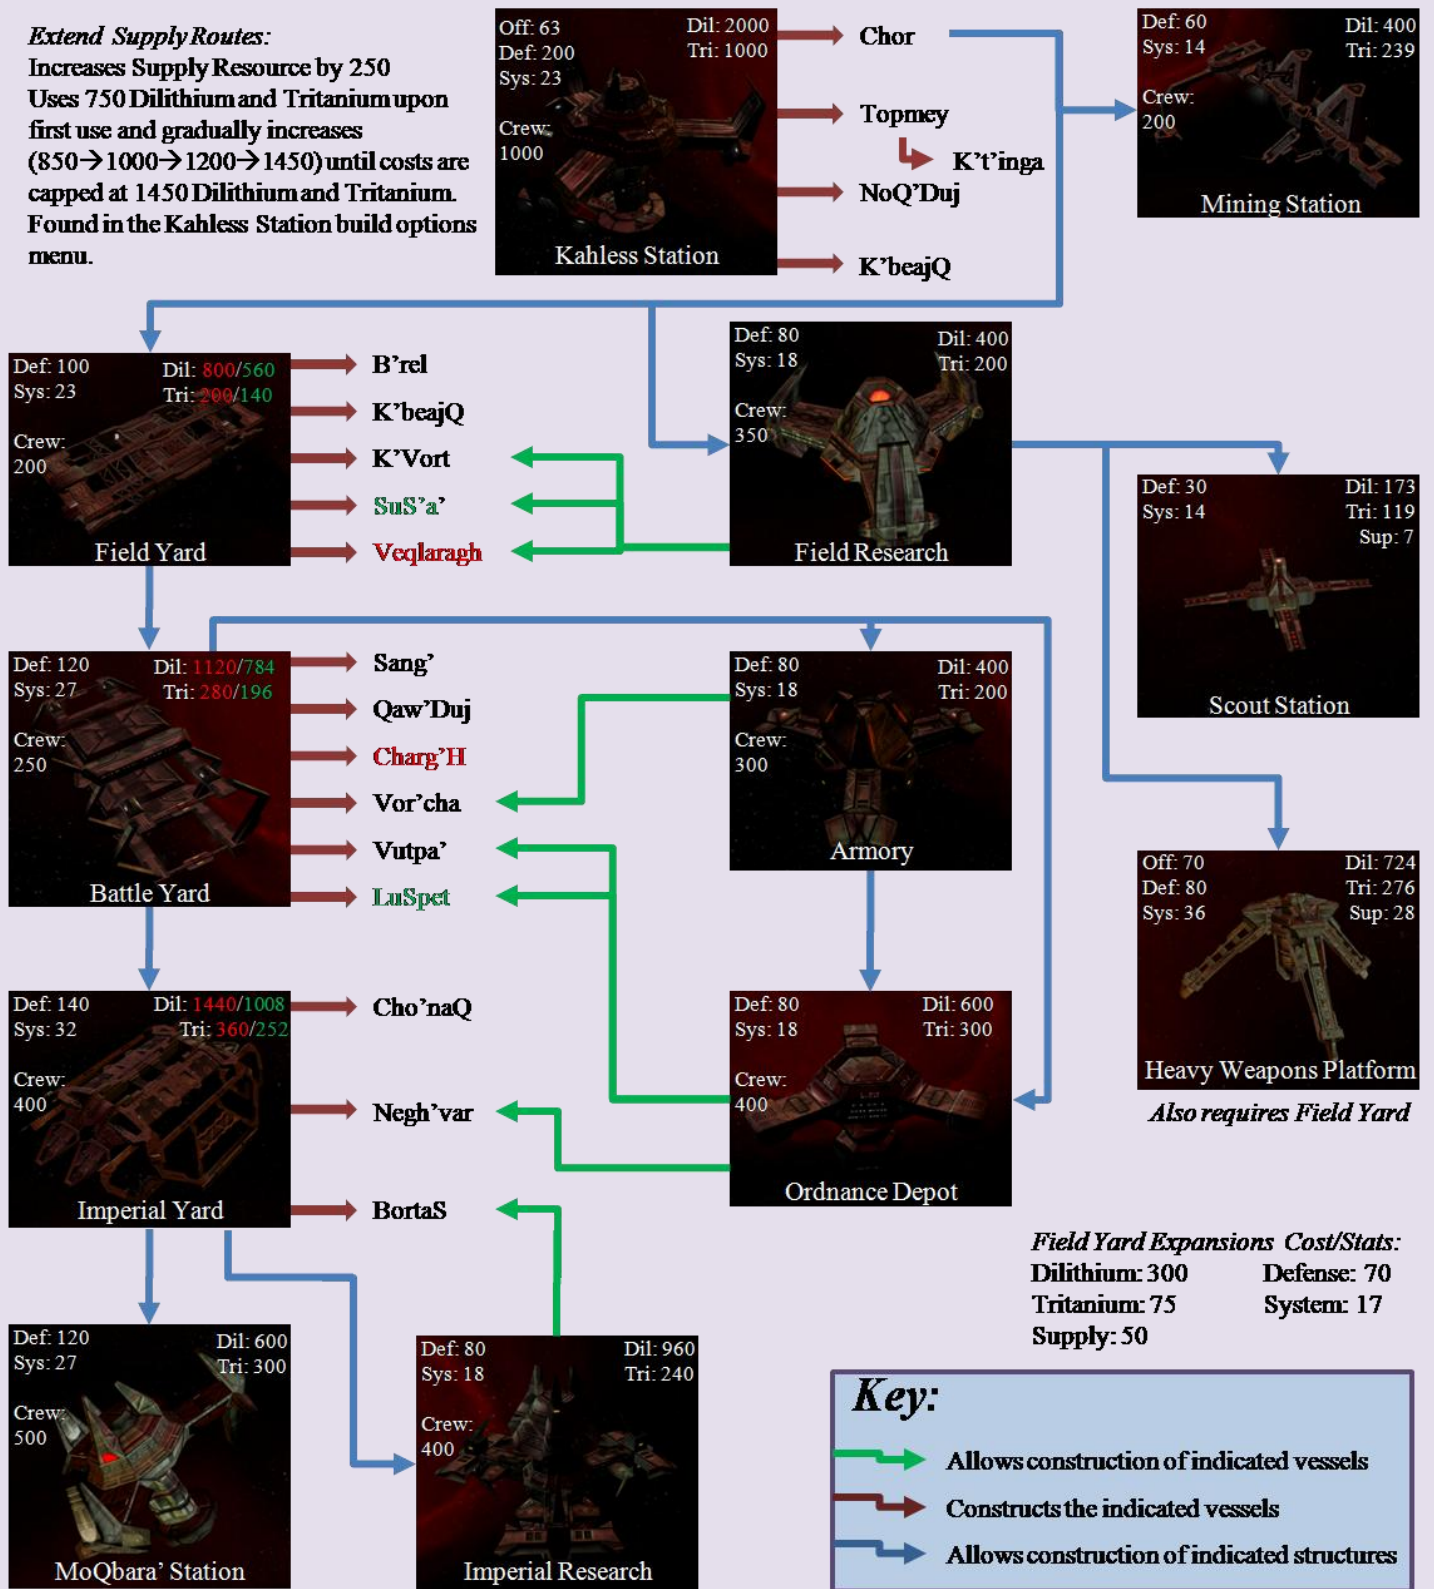 Extend Supply Routes:
Increases Supply Resource by 250
Uses 750 Dilithium and Tritanium upon
first use and gradually increases
(850→1000→1200→1450) until costs are
capped at 1450 Dilithium and Tritanium.
Found in the Kahless Station build options
menu.
Off: 63 Dil: 2000
Def: 200 Tri: 1000
Sys: 23
Crew:
1000
Kahless Station
Chor
Topmey
K't'inga
NoQ'Duj
K'beajQ
Def: 60 Dil: 400
Sys: 14 Tri: 239
Crew:
200
Mining Station
Def: 100 Dil: 800/560
Sys: 23 Tri: 200/140
Crew:
200
Field Yard
B'rel
K'beajQ
K'Vort
SuS'a'
Veqlaragh
Def: 80 Dil: 400
Sys: 18 Tri: 200
Crew:
350
Field Research
Def: 30 Dil: 173
Sys: 14 Tri: 119
Sup: 7
Scout Station
Def: 120 Dil: 1120/784
Sys: 27 Tri: 280/196
Crew:
250
Battle Yard
Sang'
Qaw'Duj
Charg'H
Vor'cha
Vutpa'
LuSpet
Def: 80 Dil: 400
Sys: 18 Tri: 200
Crew:
300
Armory
Off: 70 Dil: 724
Def: 80 Tri: 276
Sys: 36 Sup: 28
Heavy Weapons Platform
Also requires Field Yard
Def: 140 Dil: 1440/1008
Sys: 32 Tri: 360/252
Crew:
400
Imperial Yard
Cho'naQ
Negh'var
BortaS
Def: 80 Dil: 600
Sys: 18 Tri: 300
Crew:
400
Ordnance Depot
Field Yard Expansions Cost/Stats:
Dilithium: 300 Defense: 70
Tritanium: 75 System: 17
Supply: 50
Def: 120 Dil: 600
Sys: 27 Tri: 300
Crew:
500
MoQbara' Station
Def: 80 Dil: 960
Sys: 18 Tri: 240
Crew:
400
Imperial Research
Key:
Allows construction of indicated vessels
Constructs the indicated vessels
Allows construction of indicated structures